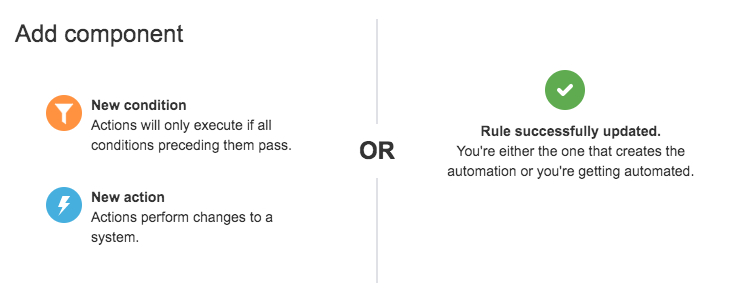 Add component
New condition
Actions will only execute if all
conditions preceding them pass.
New action
Actions perform changes to a
system.
OR
Rule successfully updated.
You're either the one that creates the
automation or you're getting automated.